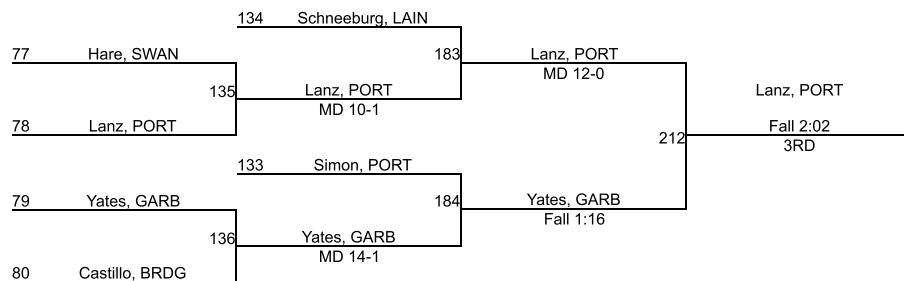 134 Schneeburg, LAIN
77 Hare, SWAN
183 Lanz, PORT
MD 12-0
135 Lanz, PORT
MD 10-1
Lanz, PORT
78 Lanz, PORT
Fall 2:02
212
3RD
133 Simon, PORT
79 Yates, GARB
184 Yates, GARB
Fall 1:16
136 Yates, GARB
MD 14-1
80 Castillo, BRDG